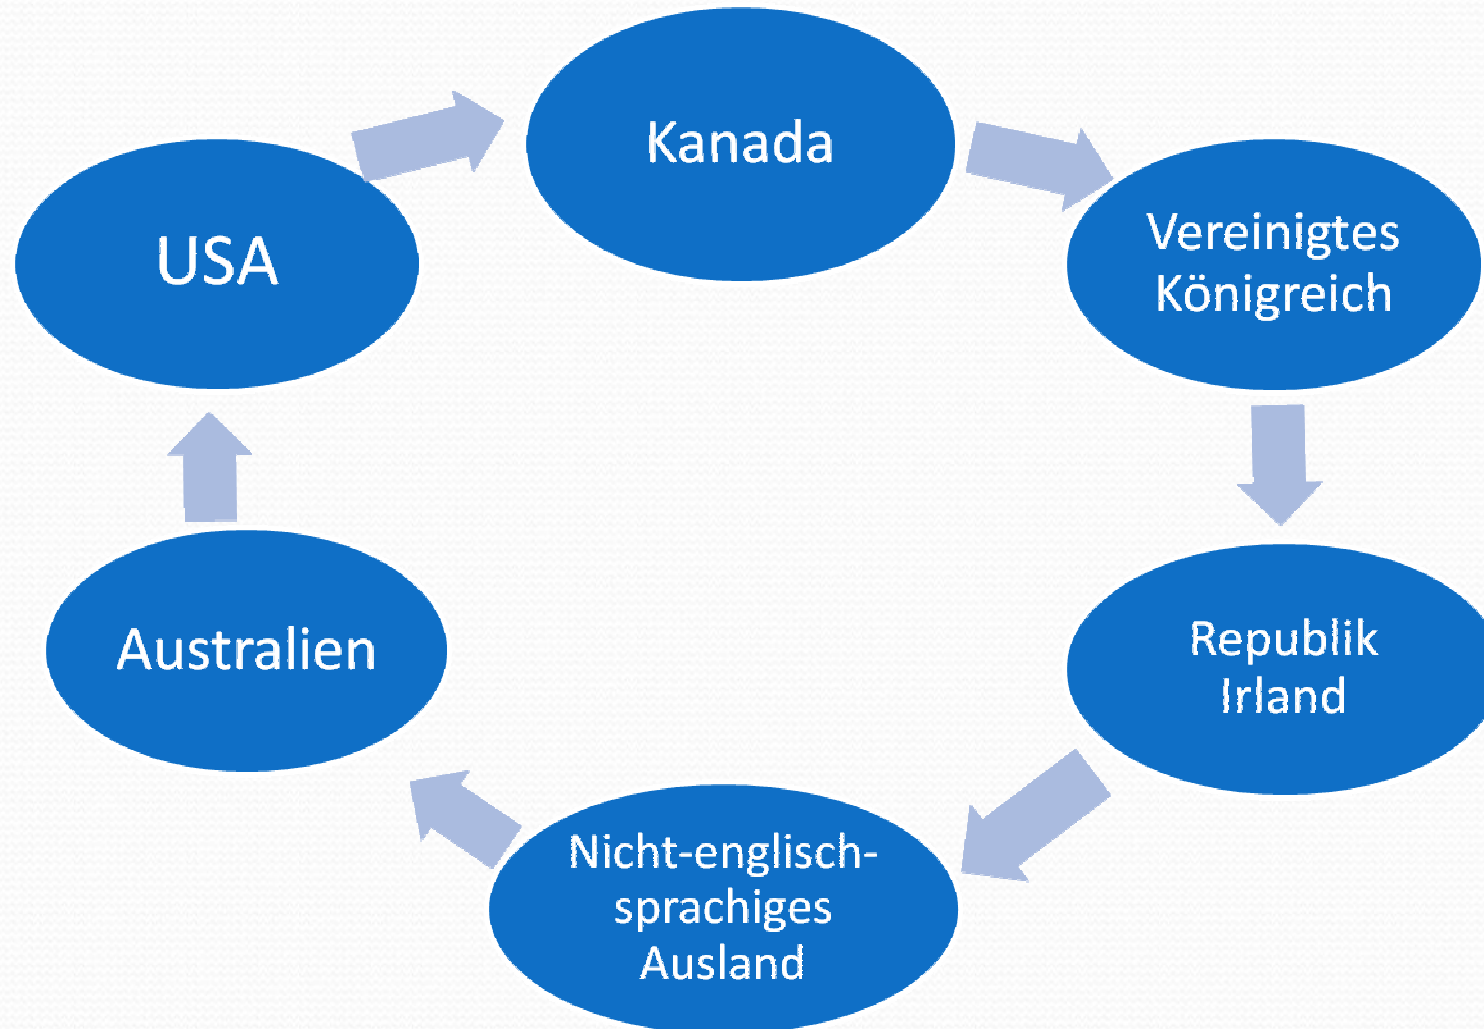 Kanada
USA
Vereinigtes
Königreich
Australien
Republik
Irland
Nicht-englisch-
sprachiges
Ausland